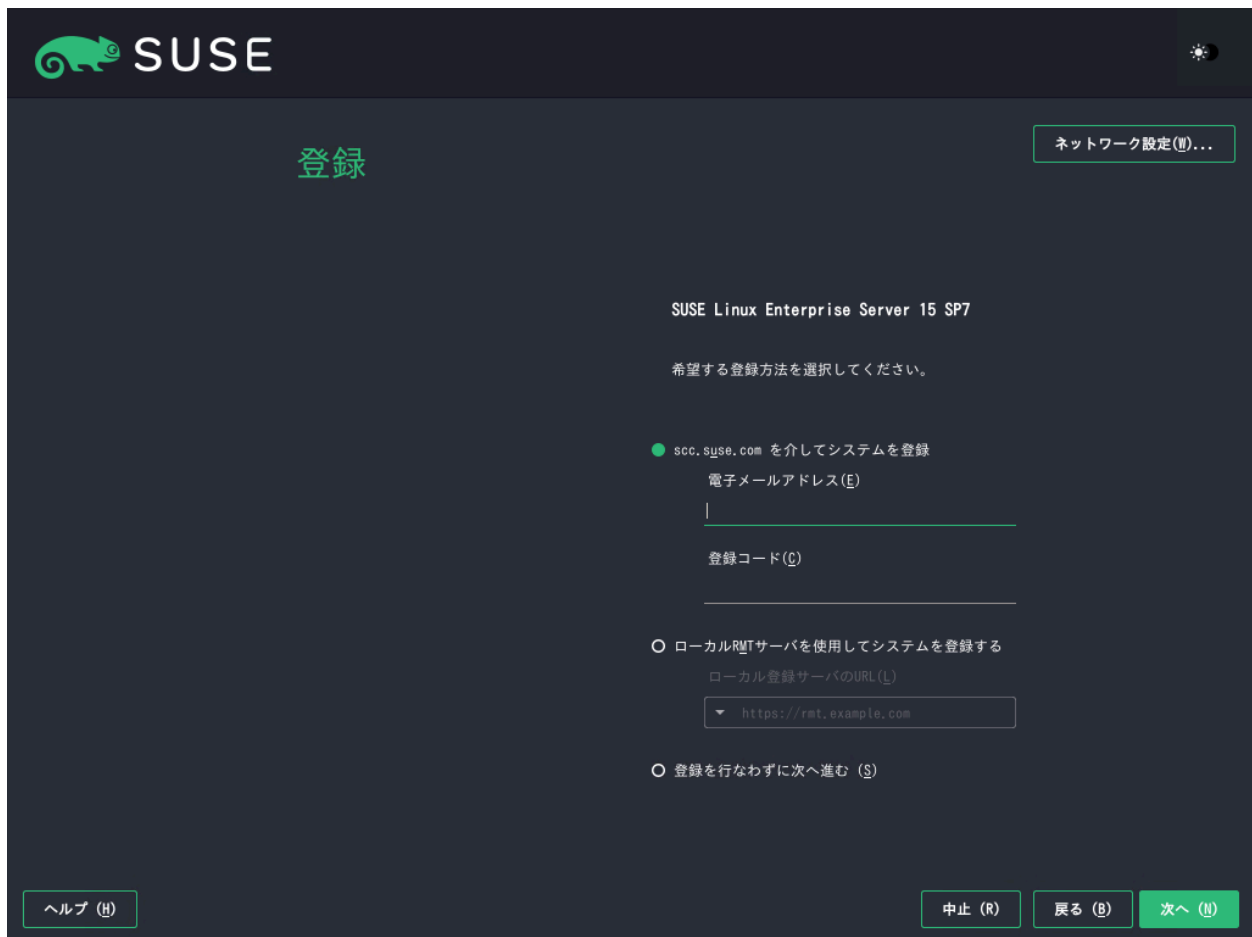 SUSE
ネットワーク設定(W)...
登録
SUSE Linux Enterprise Server 15 SP7
希望する登録方法を選択してください。
scc.suse.com を介してシステムを登録
電子メールアドレス(E)
登録コード(C)
ローカルRMTサーバを使用してシステムを登録する
ローカル登録サーバのURL(L)
https://rmt.example.com
登録を行なわずに次へ進む (S)
ヘルプ (H)
中止 (R)
戻る (B)
次へ (N)